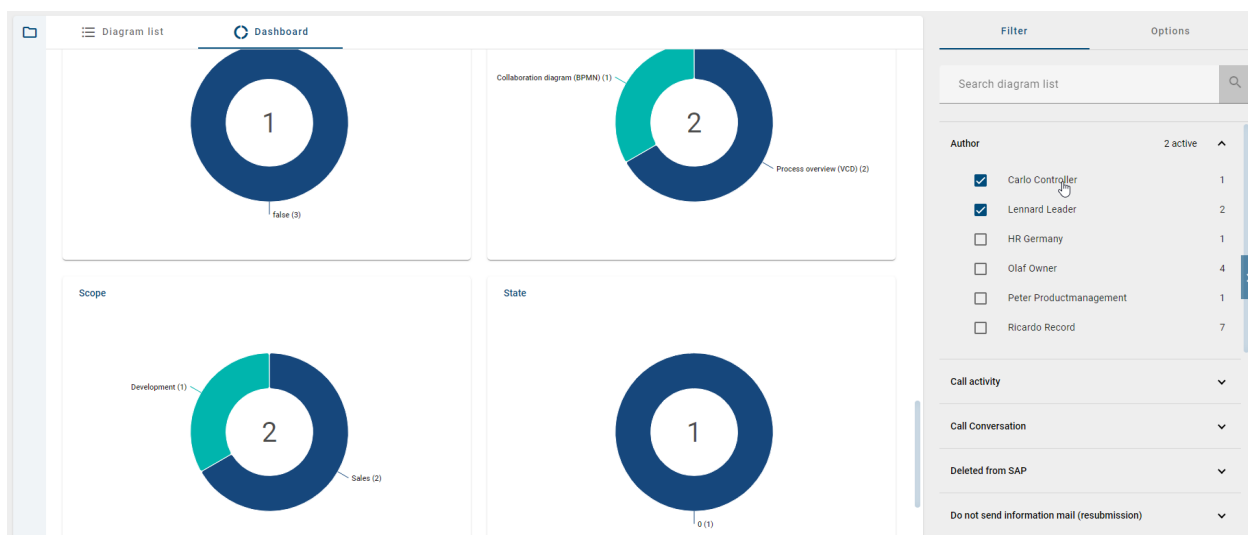 Diagram list
Dashboard
1
false (3)
Collaboration diagram (BPMN) (1)
2
Process overview (VCD) (2)
Scope
Development (1)
2
Sales (2)
State
1
0 (1)
Filter
Options
Search diagram list
Author
2 active
Carlo Controller
1
Lennard Leader
2
HR Germany
1
Olaf Owner
4
Peter Productmanagement
1
Ricardo Record
7
Call activity
Call Conversation
Deleted from SAP
Do not send information mail (resubmission)